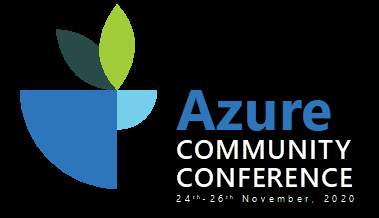 Azure
COMMUNITY
CONFERENCE
24th-26th November, 2020